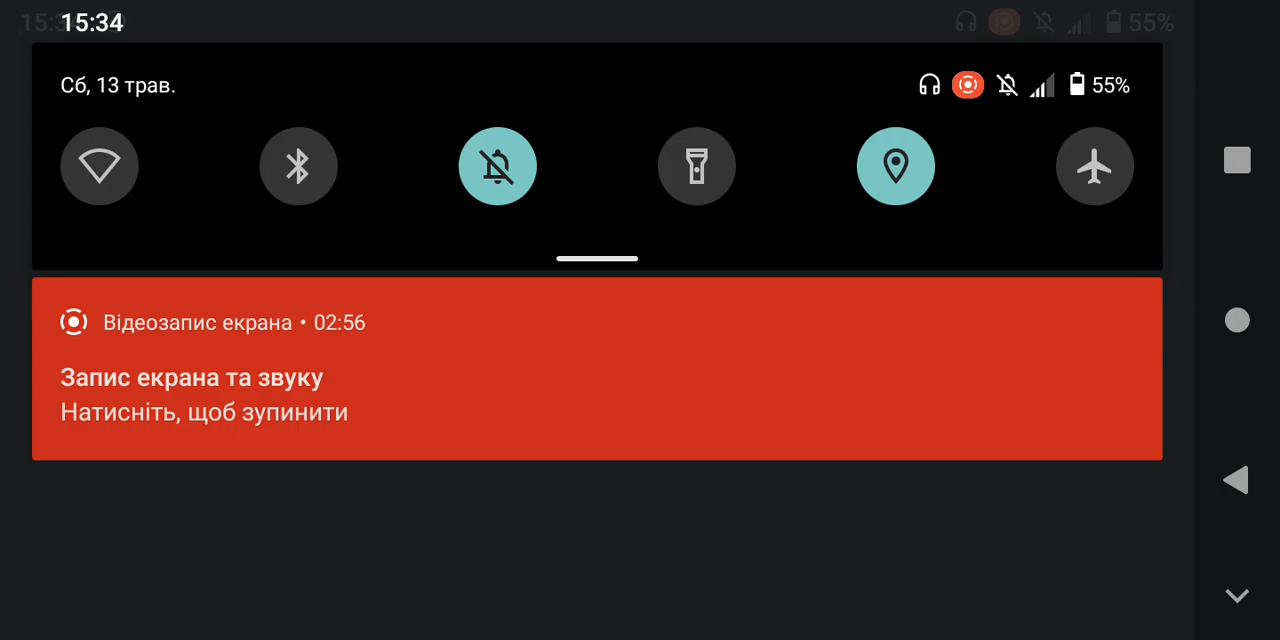 15:34
55%
Сб, 13 трав.
55%
Відеозапис екрана • 02:56
Запис екрана та звуку
Натисніть, щоб зупинити